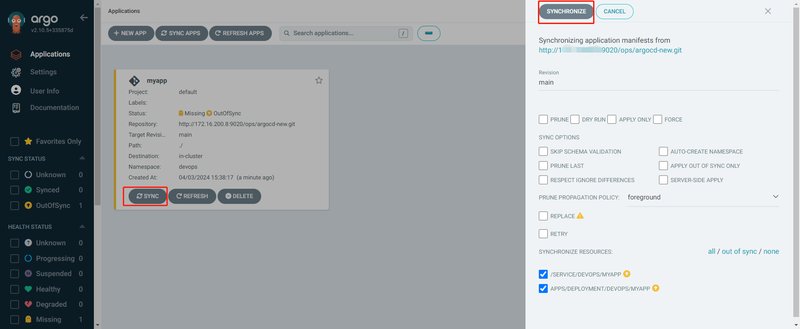 argo
v2.10.5+335875d
Applications
Settings
User Info
Documentation
Favorites Only
SYNC STATUS
Unknown 0
Synced 0
OutOfSync 1
HEALTH STATUS
Unknown 0
Progressing 0
Suspended 0
Healthy 0
Degraded 0
Missing 1
Applications
+ NEW APP
SYNC APPS
REFRESH APPS
Search applications...
/
myapp
Project: default
Labels:
Status: Missing OutOfSync
Repository: http://172.16.200.8:9020/ops/argocd-new.git
Target Revisi... main
Path: ./
Destination: in-cluster
Namespace: devops
Created At: 04/03/2024 15:38:17 (a minute ago)
SYNC
REFRESH
DELETE
SYNCHRONIZE
CANCEL
Synchronizing application manifests from
http://1 9020/ops/argocd-new.git
Revision
main
PRUNE DRY RUN APPLY ONLY FORCE
SYNC OPTIONS
SKIP SCHEMA VALIDATION AUTO-CREATE NAMESPACE
PRUNE LAST APPLY OUT OF SYNC ONLY
RESPECT IGNORE DIFFERENCES SERVER-SIDE APPLY
PRUNE PROPAGATION POLICY: foreground
REPLACE
RETRY
SYNCHRONIZE RESOURCES: all / out of sync / none
/SERVICE/DEVOPS/MYAPP
APPS/DEPLOYMENT/DEVOPS/MYAPP